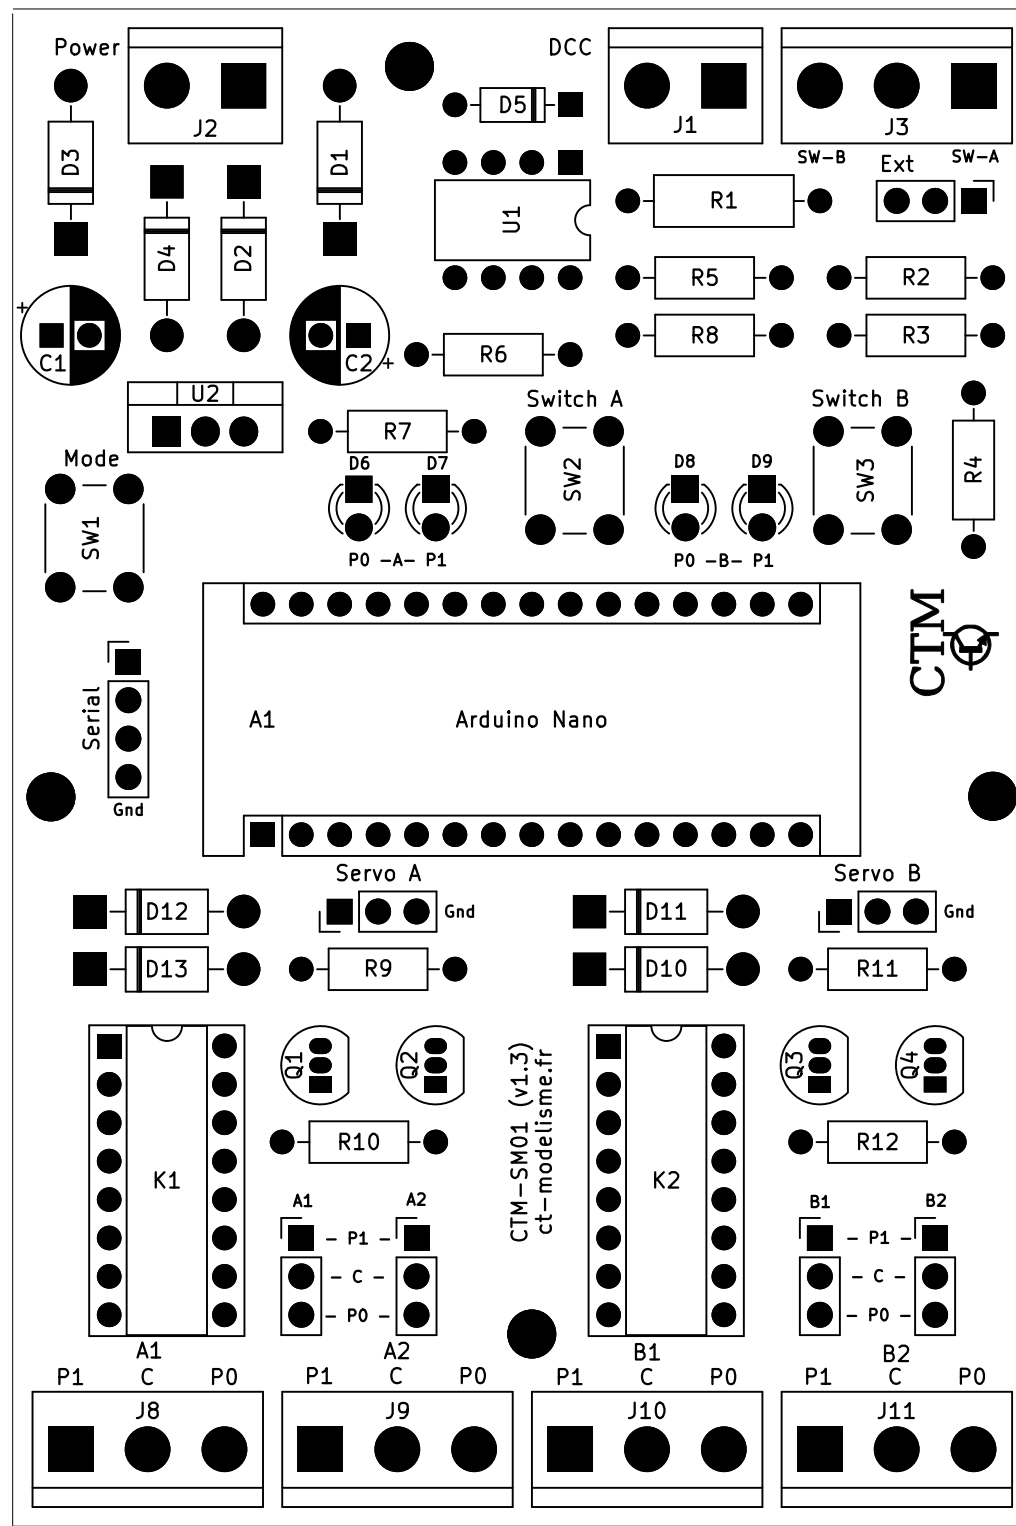 Power
DCC
J2
D5
J1
J3
SW-B
Ext
SW-A
D3
D1
U1
R1
D4
D2
R5
R2
+
C1
C2
+
R8
R3
R6
U2
Switch A
Switch B
R7
Mode
D6
D7
SW2
D8
D9
SW3
R4
SW1
P0 -A- P1
P0 -B- P1
CTM
Serial
A1
Arduino Nano
Gnd
Servo A
Servo B
D12
Gnd
D11
Gnd
D13
R9
D10
R11
Q1
Q2
Q3
Q4
CTM-SM01 (v1.3)
ct-modelisme.fr
R10
R12
K1
K2
A1
A2
B1
B2
- P1 -
- P1 -
- C -
- C -
- P0 -
- P0 -
A1
A2
B1
B2
P1 C P0
P1 C P0
P1 C P0
P1 C P0
J8
J9
J10
J11